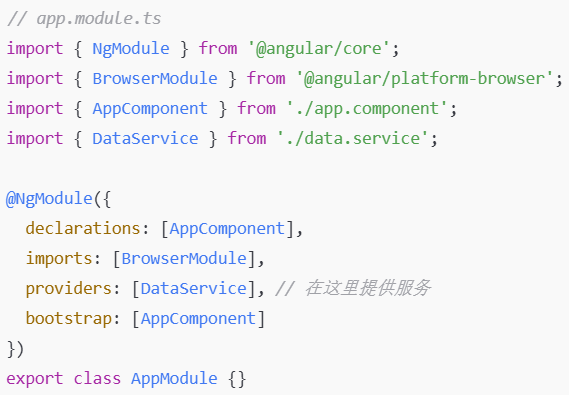 // app.module.ts
import { NgModule } from '@angular/core';
import { BrowserModule } from '@angular/platform-browser';
import { AppComponent } from './app.component';
import { DataService } from './data.service';

@NgModule({
  declarations: [AppComponent],
  imports: [BrowserModule],
  providers: [DataService], // 在这里提供服务
  bootstrap: [AppComponent]
})
export class AppModule {}